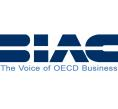 BIAC
The Voice of OECD Business